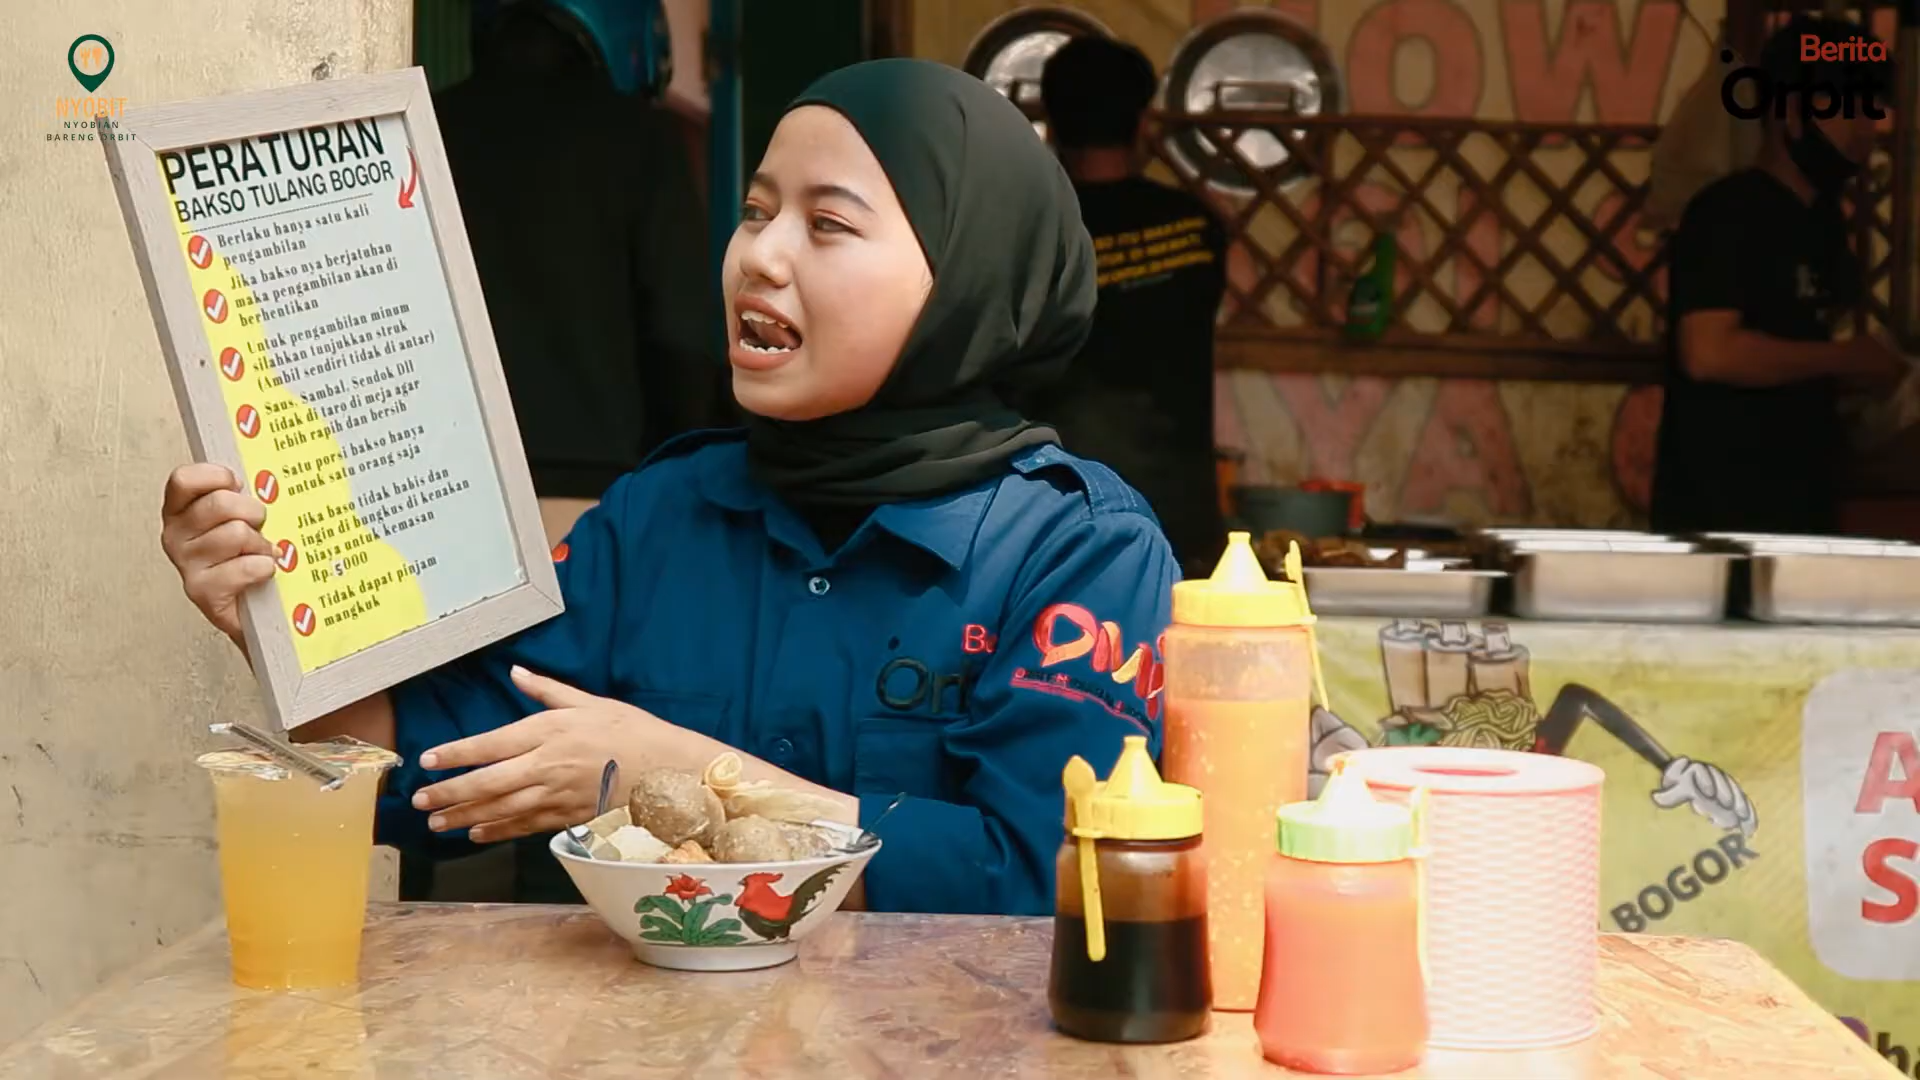 NYOBIT
NYOBIAN
BARENG ORBIT
Berita
Orbit
PERATURAN
BAKSO TULANG BOGOR
Berlaku hanya satu kali
pengambilan
Jika bakso nya berjatuhan
maka pengambilan akan di
berhentikan
Untuk pengambilan minum
silahkan tunjukkan struk
(Ambil sendiri tidak di antar)
Saus, Sambal, Sendok Dll
tidak di taro di meja agar
lebih rapih dan bersih
Satu porsi bakso hanya
untuk satu orang saja
Jika baso tidak habis dan
ingin di bungkus di kenakan
biaya untuk kemasan
Rp. 5000
Tidak dapat pinjam
mangkuk
BOGOR